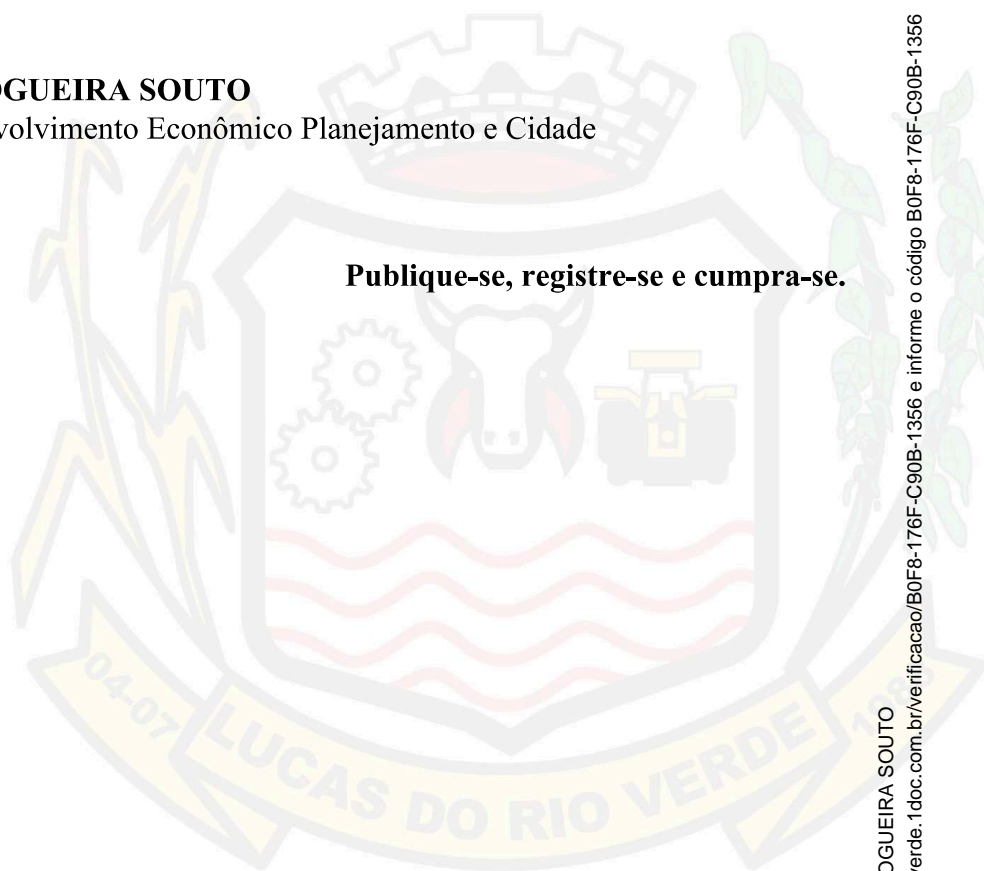 OGUEIRA SOUTO
volvimento Econômico Planejamento e Cidade
Publique-se, registre-se e cumpra-se.
04-07 LUCAS DO RIO VERDE 1988
OGUEIRA SOUTO
verde.1doc.com.br/verificacao/B0F8-176F-C90B-1356 e informe o código B0F8-176F-C90B-1356